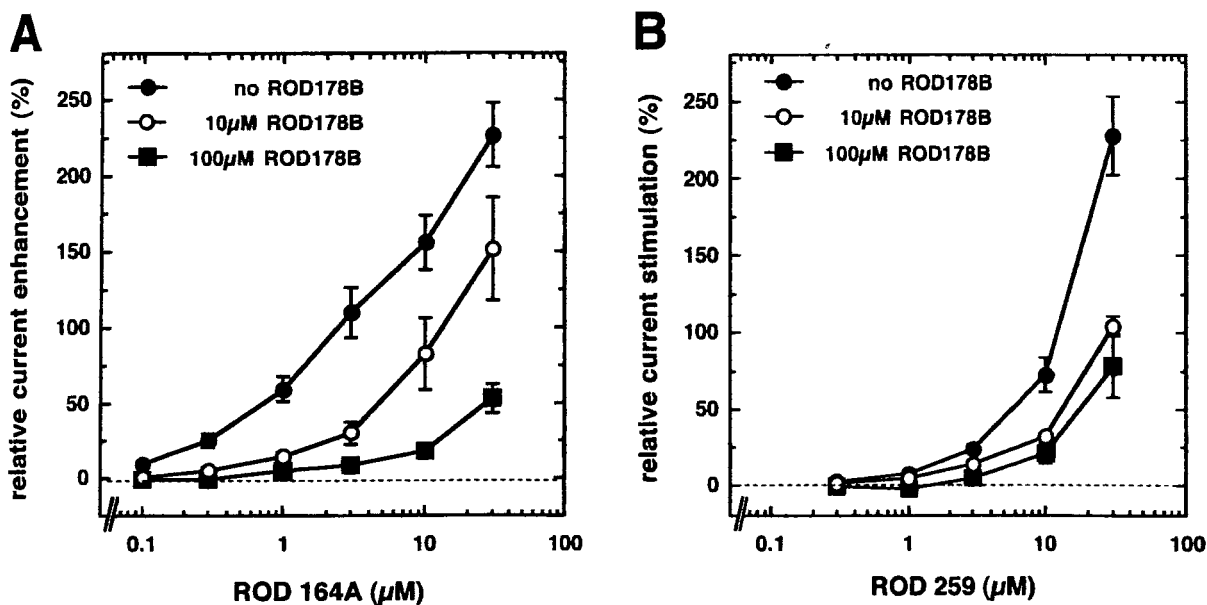 A
relative current enhancement (%)
250
200
150
100
50
0
no ROD178B
10µM ROD178B
100µM ROD178B
0.1 1 10 100
ROD 164A (µM)
B
relative current stimulation (%)
250
200
150
100
50
0
no ROD178B
10µM ROD178B
100µM ROD178B
0.1 1 10 100
ROD 259 (µM)